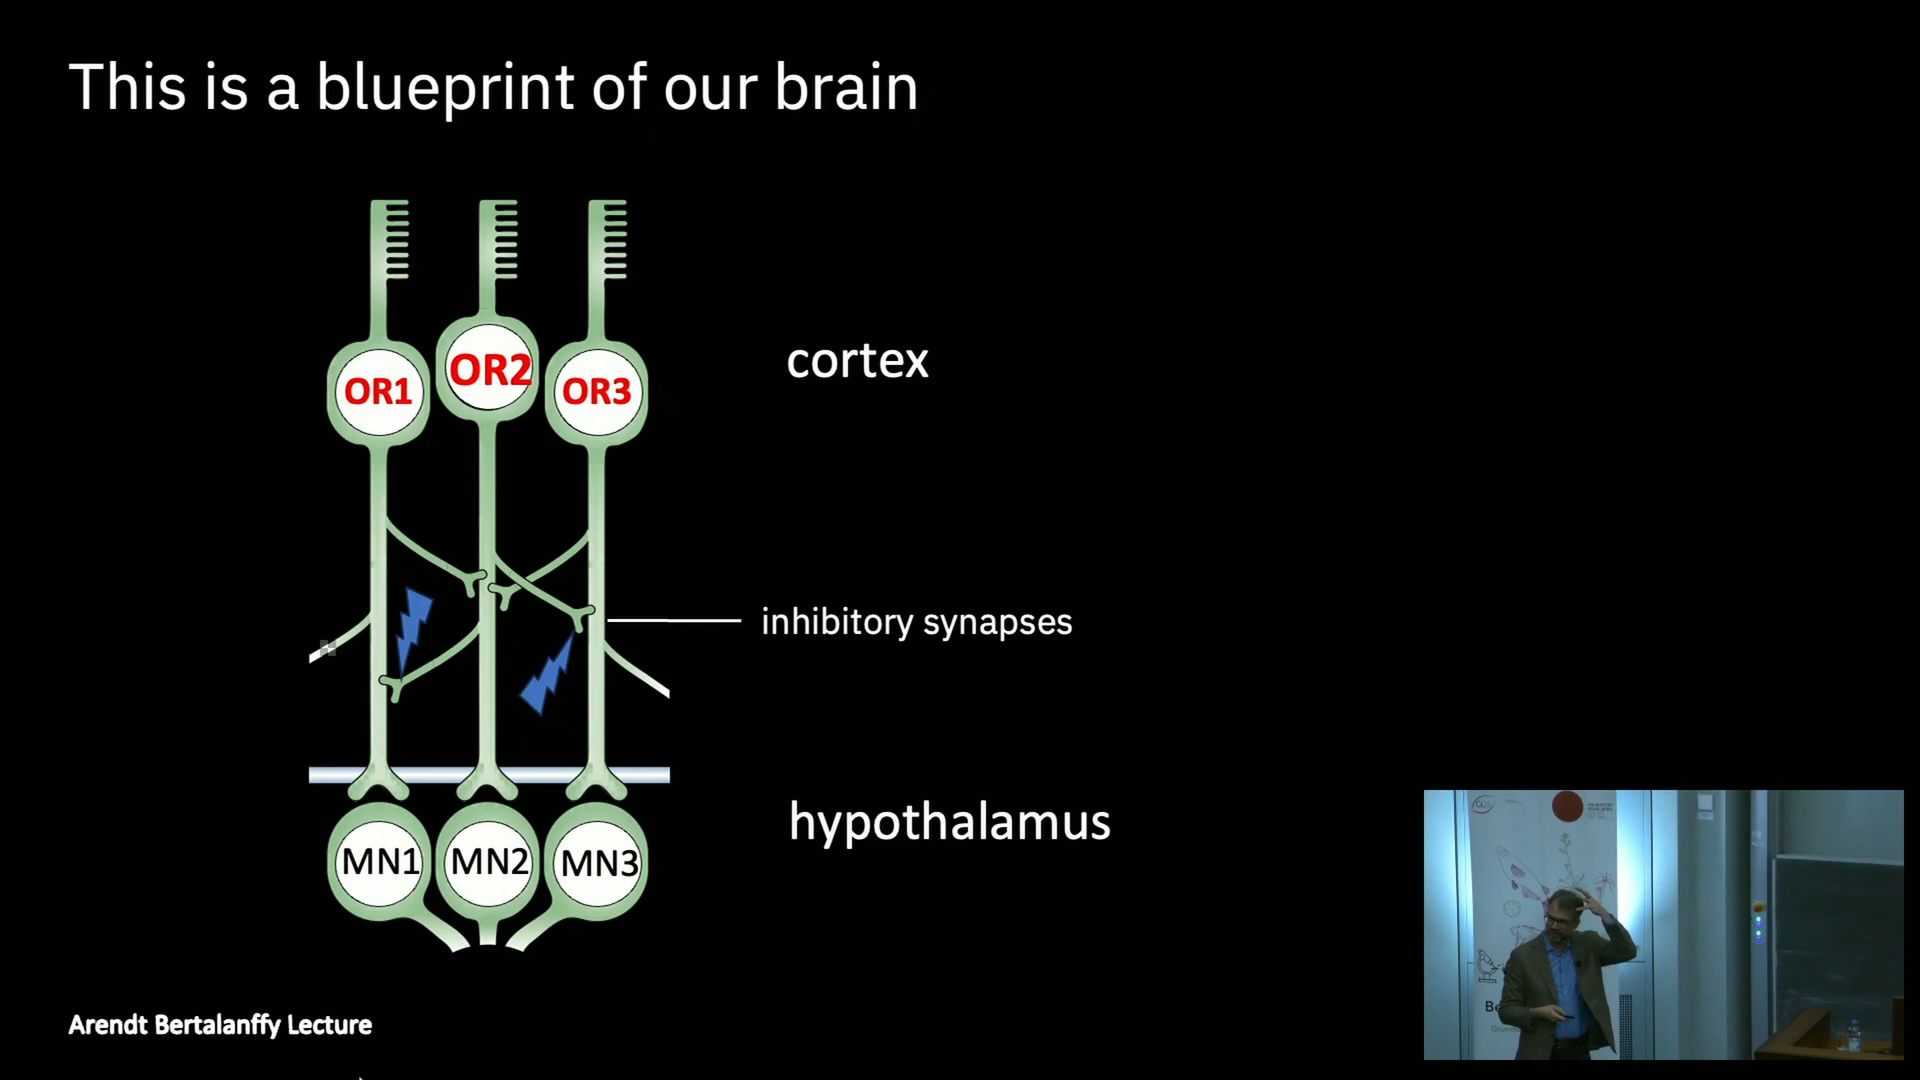 This is a blueprint of our brain
OR1
OR2
OR3
cortex
inhibitory synapses
hypothalamus
MN1
MN2
MN3
Arendt Bertalanffy Lecture